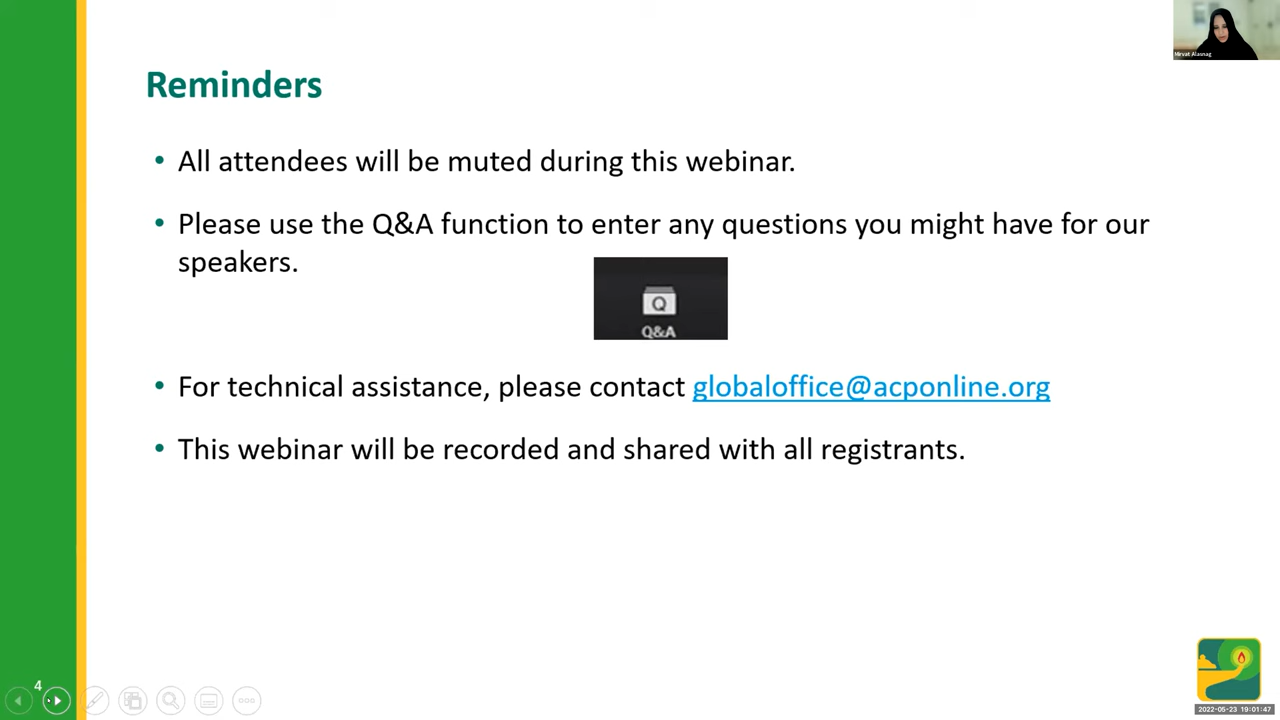 Mirvat Alasnag
Reminders
• All attendees will be muted during this webinar.
• Please use the Q&A function to enter any questions you might have for our
speakers.
Q
Q&A
• For technical assistance, please contact globaloffice@acponline.org
• This webinar will be recorded and shared with all registrants.
4
2022-05-23 19:01:47